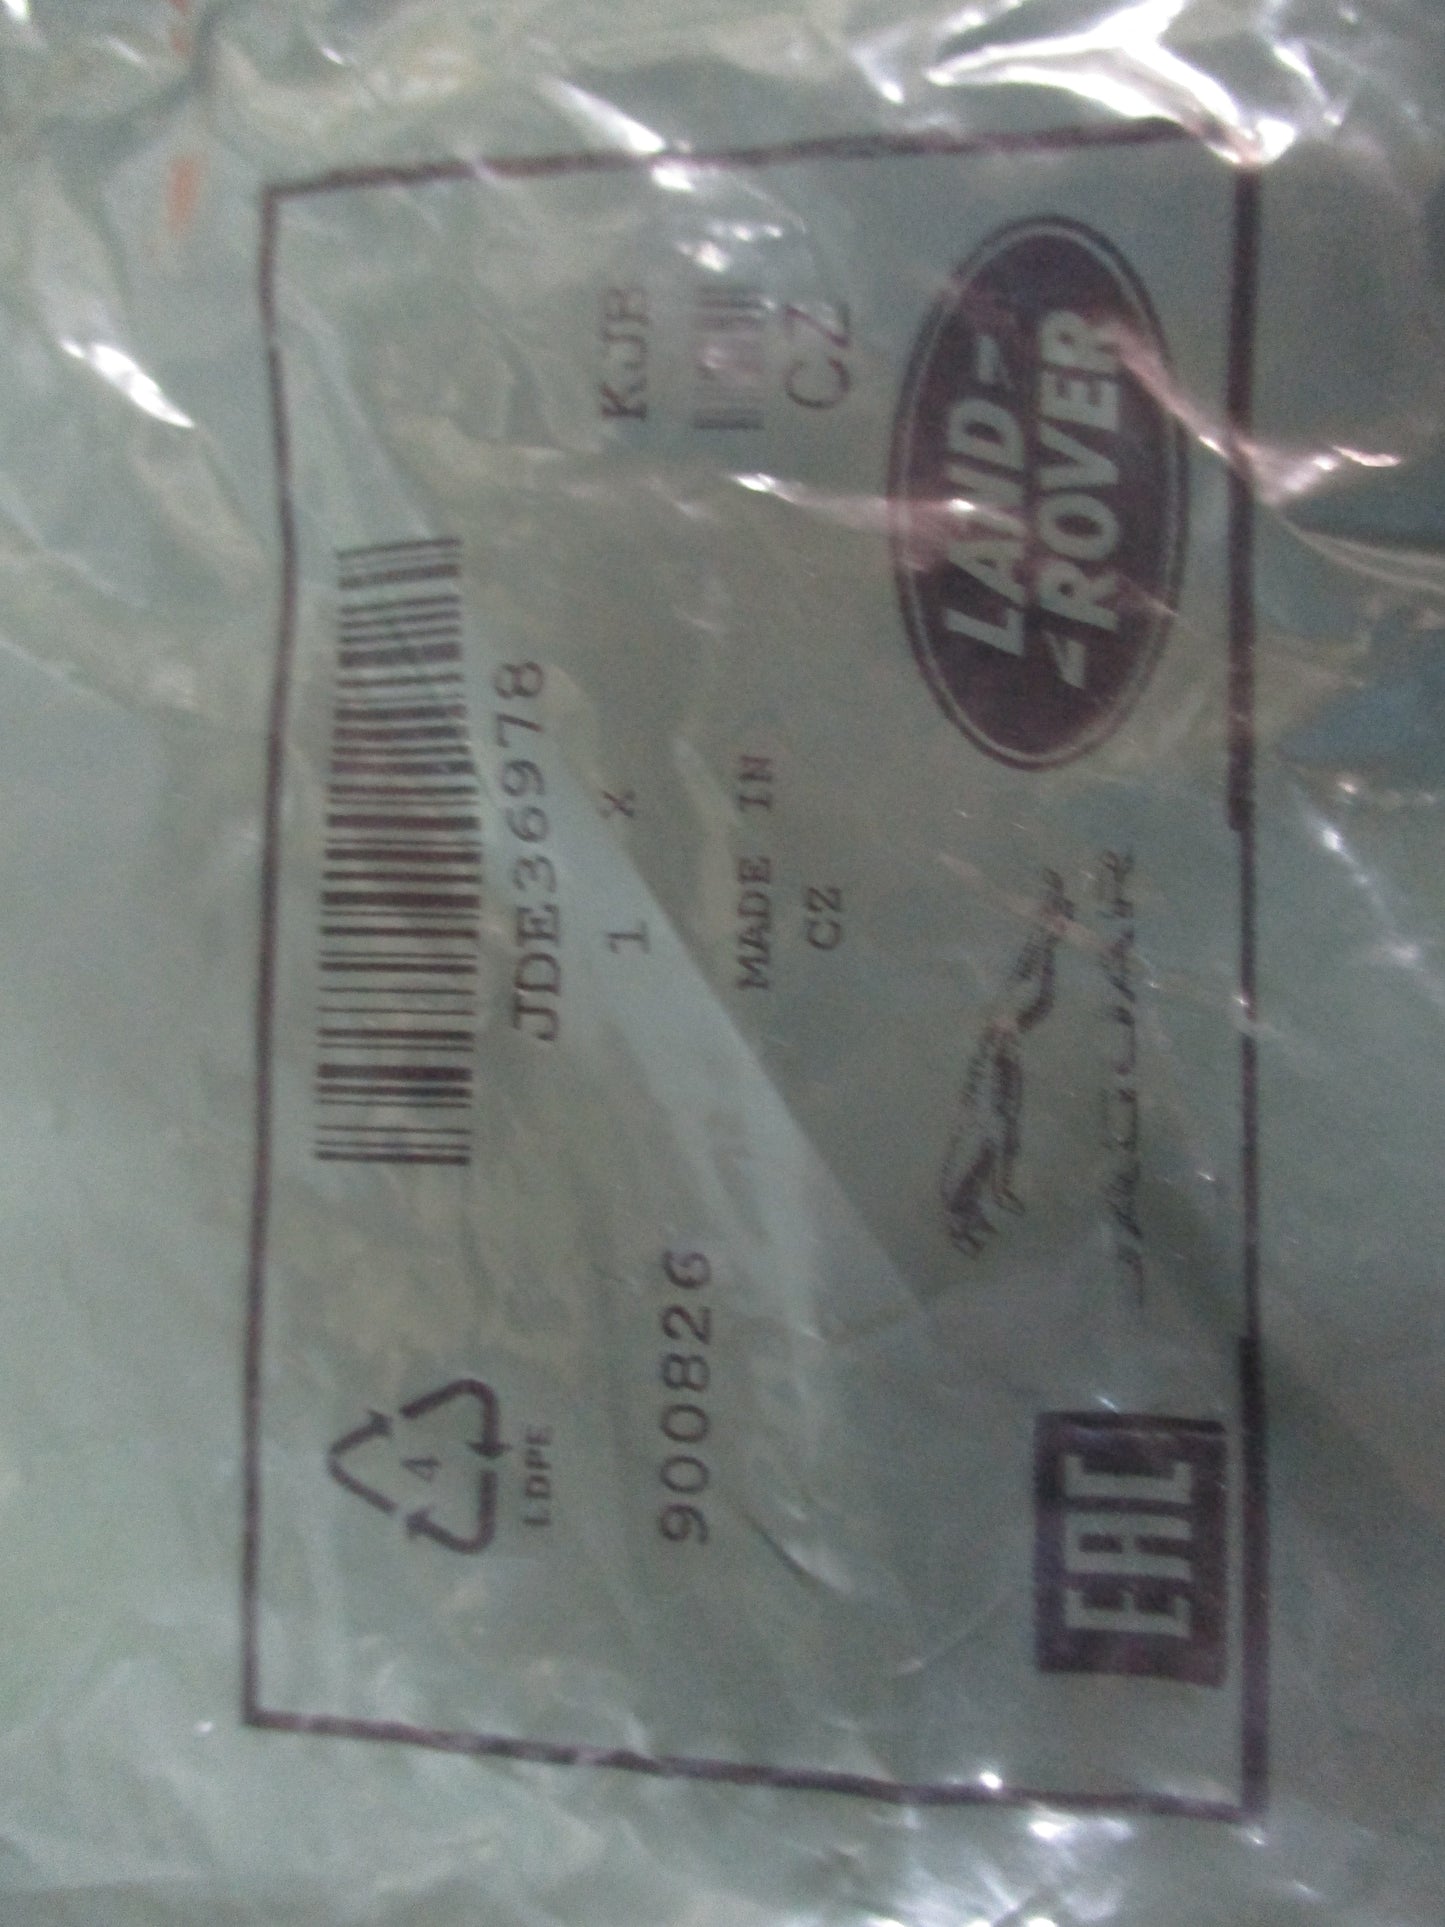 4
LDPE
JDE36978
1 X
KJB
900826
MADE IN
CZ
CZ
EAC
JAGUAR
LAND
ROVER